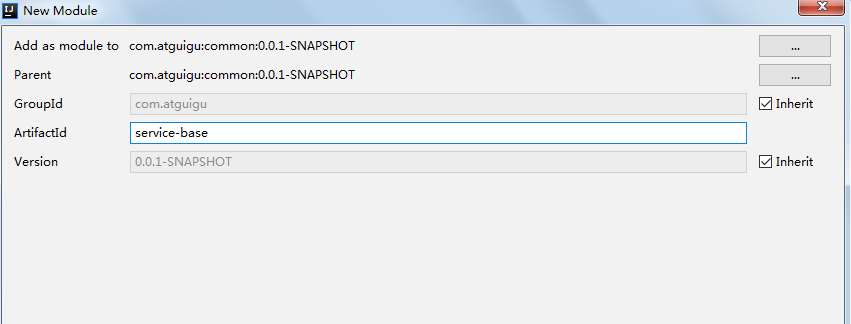 New Module
Add as module to com.atguigu:common:0.0.1-SNAPSHOT ...
Parent com.atguigu:common:0.0.1-SNAPSHOT ...
GroupId com.atguigu Inherit
ArtifactId service-base
Version 0.0.1-SNAPSHOT Inherit